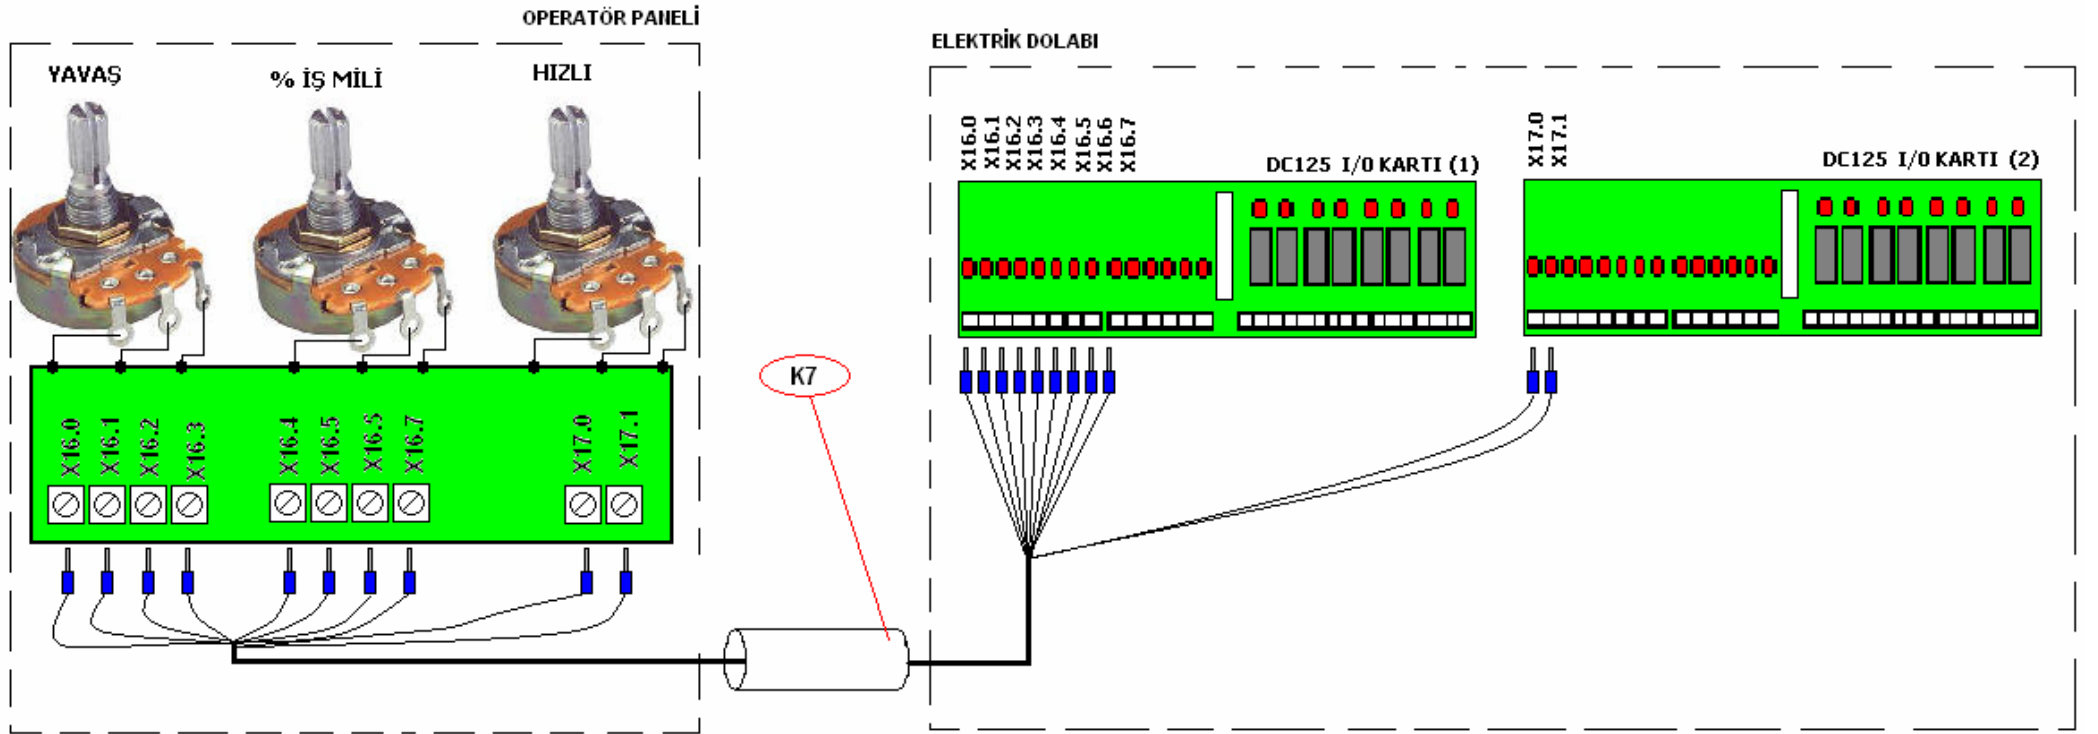 OPERATÖR PANELİ
YAVAŞ
% İŞ MİLİ
HIZLI
X16.0
X16.1
X16.2
X16.3
X16.4
X16.5
X16.5
X16.7
X17.0
X17.1
K7
ELEKTRİK DOLABI
X16.0
X16.1
X16.2
X16.3
X16.4
X16.5
X16.6
X16.7
DC125 I/0 KARTI (1)
X17.0
X17.1
DC125 I/0 KARTI (2)